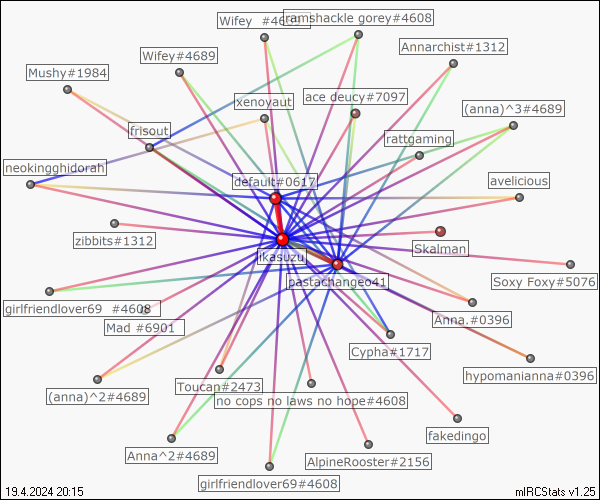 Wifey #4689
ramshackle gorey#4608
Annarchist#1312
Wifey#4689
Mushy#1984
ace deucy#7097
xenoyaut
(anna)^3#4689
frisout
rattgaming
neokingghidorah
default#0617
avelicious
zibbits#1312
Skalman
ikasuzu
Soxy Foxy#5076
pastachangeo41
girlfriendlover69 #4608
Anna.#0396
Mad #6901
Cypha#1717
hypomanianna#0396
Toucan#2473
(anna)^2#4689
no cops no laws no hope#4608
fakedingo
Anna^2#4689
AlpineRooster#2156
girlfriendlover69#4608
19.4.2024 20:15
mIRCStats v1.25